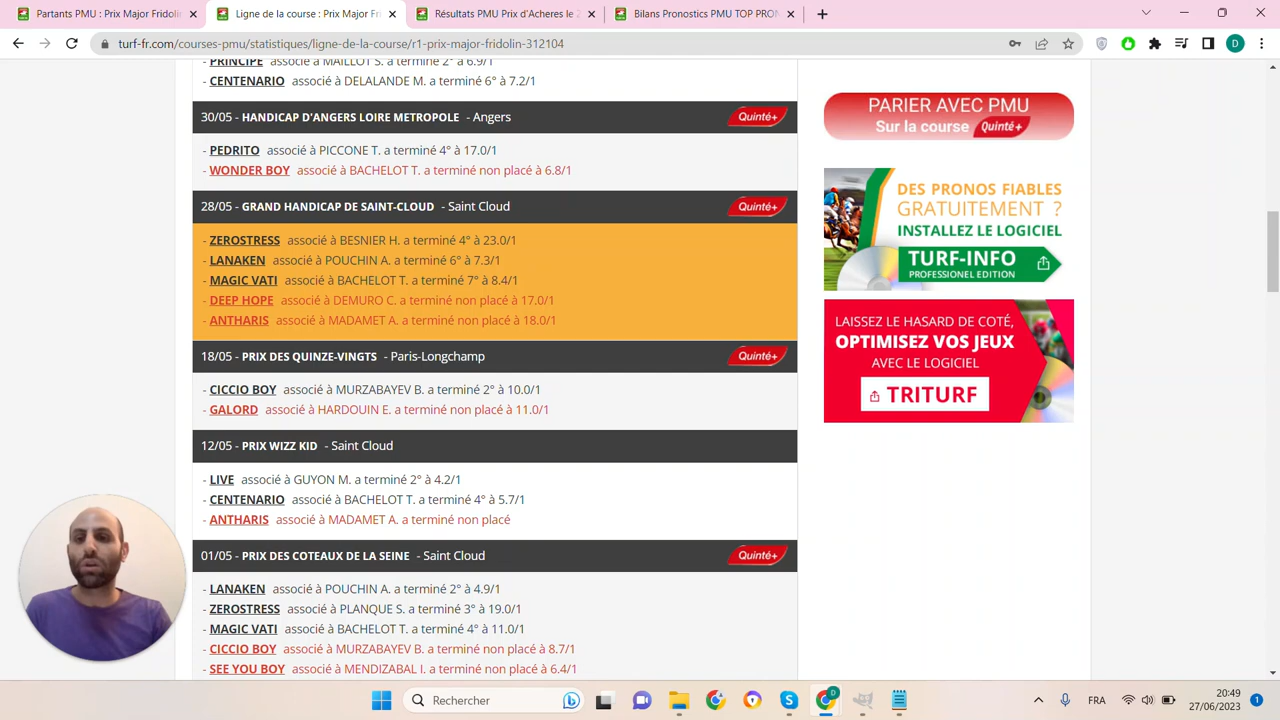 Partants PMU : Prix Major Fridolin
Ligne de la course : Prix Major Fri
Résultats PMU Prix d'Acheres le 2
Bilans Pronostics PMU TOP PRON
turf-fr.com/courses-pmu/statistiques/ligne-de-la-course/r1-prix-major-fridolin-312104
D
- PRINCIPE associé à MAILLOT S. a terminé 2° à 6.9/1
- CENTENARIO associé à DELALANDE M. a terminé 6° à 7.2/1
30/05 - HANDICAP D'ANGERS LOIRE METROPOLE - Angers Quinté+
- PEDRITO associé à PICCONE T. a terminé 4° à 17.0/1
- WONDER BOY associé à BACHELOT T. a terminé non placé à 6.8/1
28/05 - GRAND HANDICAP DE SAINT-CLOUD - Saint Cloud Quinté+
- ZEROSTRESS associé à BESNIER H. a terminé 4° à 23.0/1
- LANAKEN associé à POUCHIN A. a terminé 6° à 7.3/1
- MAGIC VATI associé à BACHELOT T. a terminé 7° à 8.4/1
- DEEP HOPE associé à DEMURO C. a terminé non placé à 17.0/1
- ANTHARIS associé à MADAMET A. a terminé non placé à 18.0/1
18/05 - PRIX DES QUINZE-VINGTS - Paris-Longchamp Quinté+
- CICCIO BOY associé à MURZABAYEV B. a terminé 2° à 10.0/1
- GALORD associé à HARDOUIN E. a terminé non placé à 11.0/1
12/05 - PRIX WIZZ KID - Saint Cloud
- LIVE associé à GUYON M. a terminé 2° à 4.2/1
- CENTENARIO associé à BACHELOT T. a terminé 4° à 5.7/1
- ANTHARIS associé à MADAMET A. a terminé non placé
01/05 - PRIX DES COTEAUX DE LA SEINE - Saint Cloud Quinté+
- LANAKEN associé à POUCHIN A. a terminé 2° à 4.9/1
- ZEROSTRESS associé à PLANQUE S. a terminé 3° à 19.0/1
- MAGIC VATI associé à BACHELOT T. a terminé 4° à 11.0/1
- CICCIO BOY associé à MURZABAYEV B. a terminé non placé à 8.7/1
- SEE YOU BOY associé à MENDIZABAL I. a terminé non placé à 6.4/1
PARIER AVEC PMU
Sur la course Quinté+
DES PRONOS FIABLES
GRATUITEMENT ?
INSTALLEZ LE LOGICIEL
TURF-INFO
PROFESSIONEL EDITION
LAISSEZ LE HASARD DE COTÉ,
OPTIMISEZ VOS JEUX
AVEC LE LOGICIEL
TRITURF
Rechercher
D
FRA
20:49
27/06/2023
1